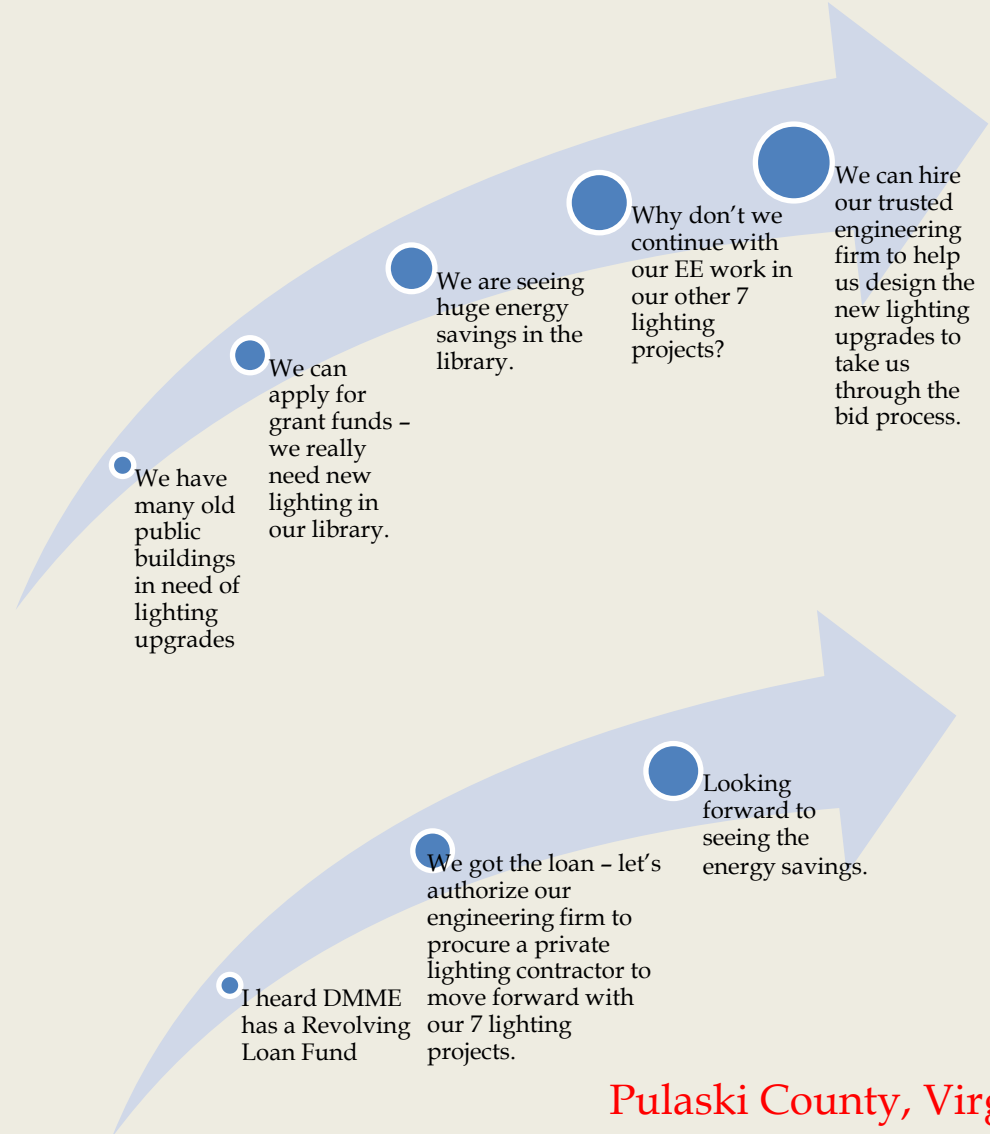 We have
many old
public
buildings
in need of
lighting
upgrades
We can
apply for
grant funds –
we really
need new
lighting in
our library.
We are seeing
huge energy
savings in the
library.
Why don’t we
continue with
our EE work in
our other 7
lighting
projects?
We can hire
our trusted
engineering
firm to help
us design the
new lighting
upgrades to
take us
through the
bid process.
I heard DMME
has a Revolving
Loan Fund
We got the loan – let’s
authorize our
engineering firm to
procure a private
lighting contractor to
move forward with
our 7 lighting
projects.
Looking
forward to
seeing the
energy savings.
Pulaski County, Virg